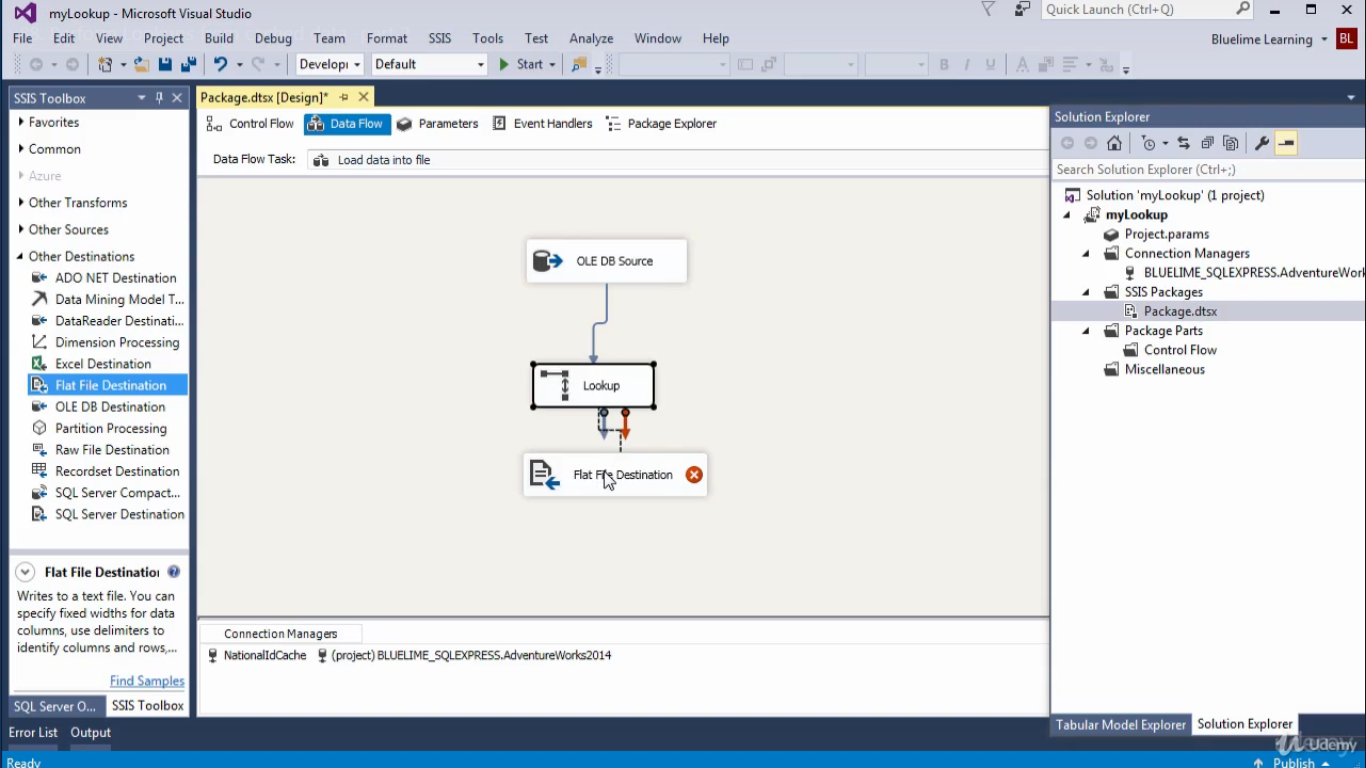 myLookup - Microsoft Visual Studio
Quick Launch (Ctrl+Q)
File Edit View Project Build Debug Team Format SSIS Tools Test Analyze Window Help
Bluelime Learning BL
Developi Default Start
SSIS Toolbox
Package.dtsx [Design]*
Solution Explorer
Favorites
Control Flow Data Flow Parameters Event Handlers Package Explorer
Common
Data Flow Task: Load data into file
Azure
Search Solution Explorer (Ctrl+;)
Other Transforms
Solution 'myLookup' (1 project)
myLookup
Other Sources
Project.params
Other Destinations
Connection Managers
ADO NET Destination
BLUELIME_SQLEXPRESS.AdventureWork
Data Mining Model T...
SSIS Packages
DataReader Destinati...
Package.dtsx
Dimension Processing
Package Parts
Excel Destination
Control Flow
Flat File Destination
Miscellaneous
OLE DB Destination
Partition Processing
Raw File Destination
Recordset Destination
SQL Server Compact...
SQL Server Destination
OLE DB Source
Lookup
Flat File Destination
Flat File Destination
Writes to a text file. You can
specify fixed widths for data
columns, use delimiters to
identify columns and rows,...
Find Samples
Connection Managers
NationalIdCache (project) BLUELIME_SQLEXPRESS.AdventureWorks2014
SQL Server O... SSIS Toolbox
Tabular Model Explorer Solution Explorer
Error List Output
Udemy
Ready
Publish